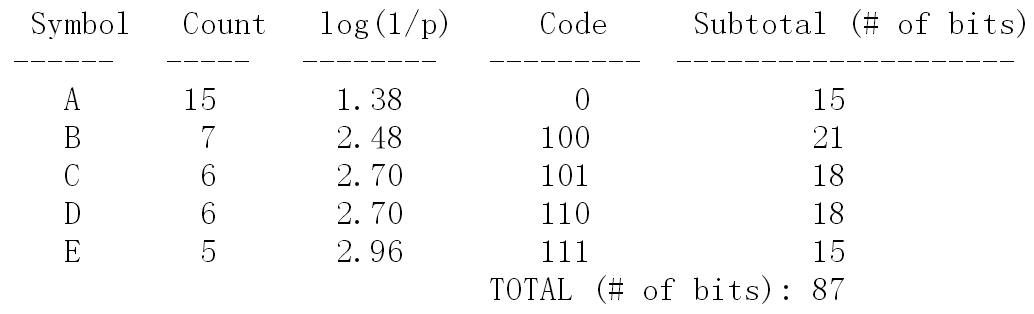 Symbol Count log(1/p) Code Subtotal (# of bits)
------ ----- -------- --------- --------------------
A 15 1.38 0 15
B 7 2.48 100 21
C 6 2.70 101 18
D 6 2.70 110 18
E 5 2.96 111 15
TOTAL (# of bits): 87